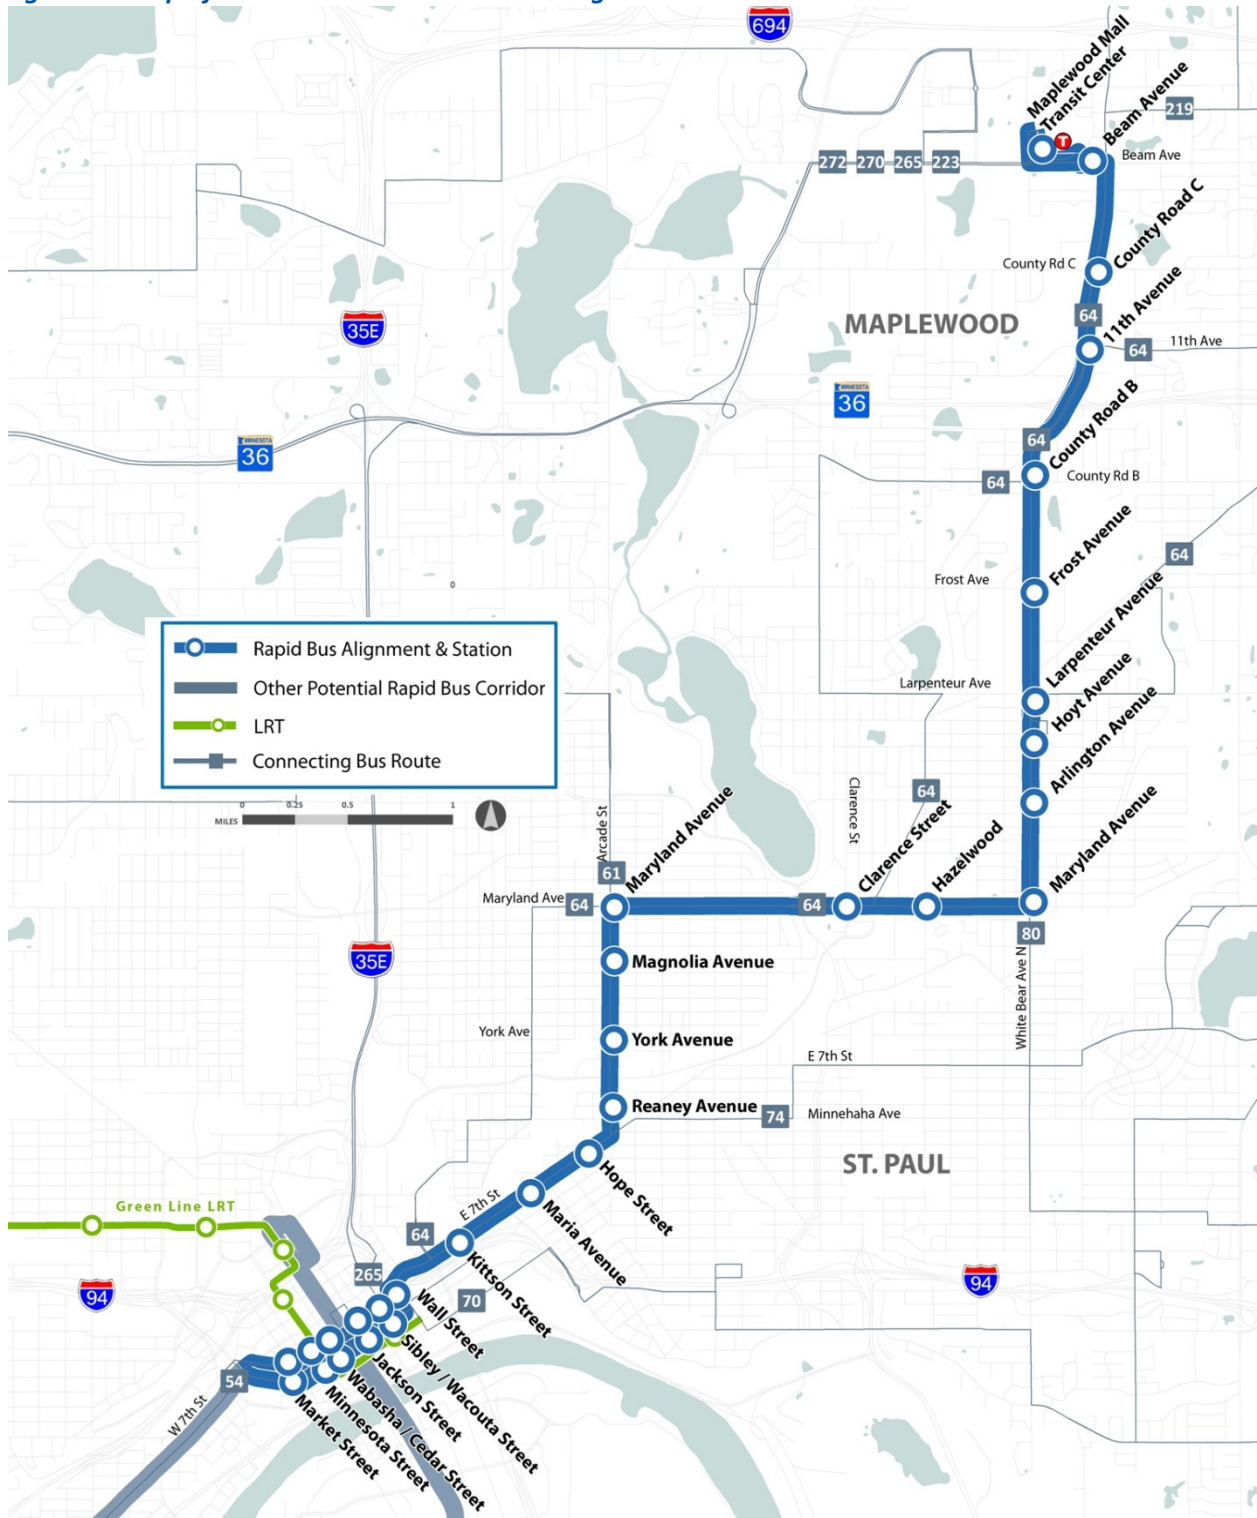 694
Maplewood Mall
Transit Center
Beam Avenue
219
272
270
265
223
T
Beam Ave
County Road C
County Rd C
64
35E
MAPLEWOOD
11th Avenue
64
11th Ave
MINNESOTA
36
MINNESOTA
36
64
County Road B
64
County Rd B
Frost Avenue
64
Frost Ave
0
Rapid Bus Alignment & Station
Other Potential Rapid Bus Corridor
LRT
Connecting Bus Route
Larpenteur Avenue
Larpenteur Ave
Hoyt Avenue
Arlington Avenue
0
0.25
0.5
1
MILES
Arcade St
Clarence St
64
Maryland Avenue
Clarence Street
Hazelwood
Maryland Avenue
61
Maryland Ave
64
64
80
35E
Magnolia Avenue
White Bear Ave N
York Ave
York Avenue
E 7th St
Reaney Avenue
74
Minnehaha Ave
ST. PAUL
Hope Street
E 7th St
Maria Avenue
Green Line LRT
64
Kittson Street
265
94
94
70
Wall Street
Sibley / Wacouta Street
Jackson Street
Wabasha / Cedar Street
Minnesota Street
Market Street
54
W 7th St